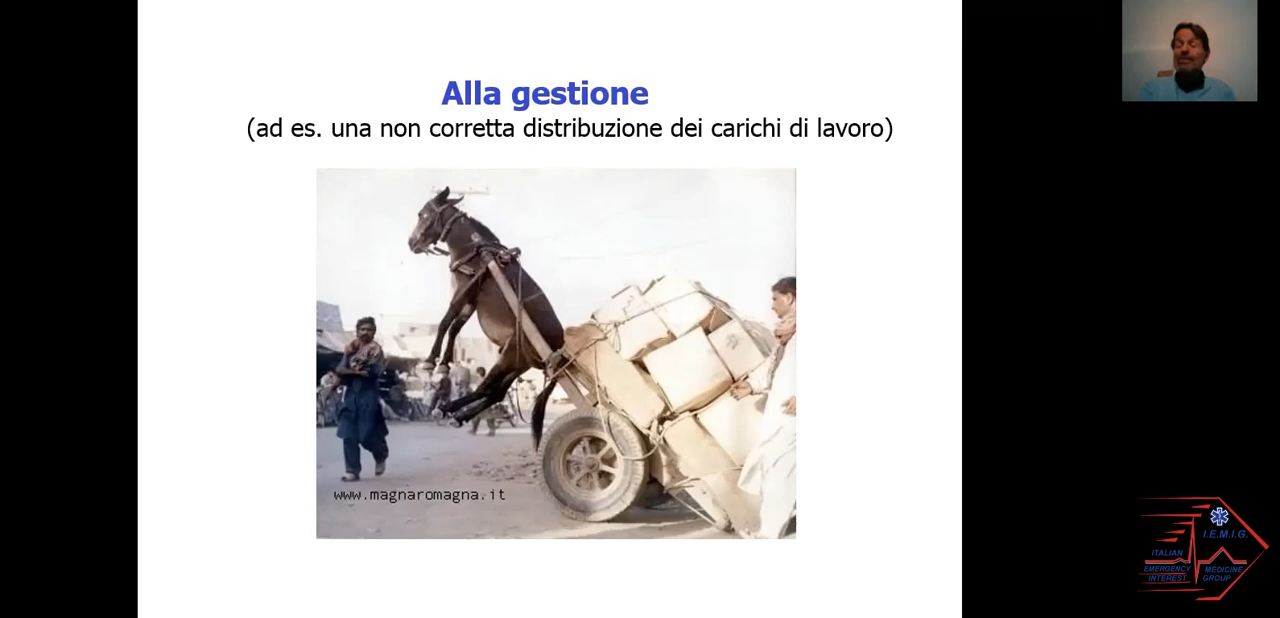 Alla gestione
(ad es. una non corretta distribuzione dei carichi di lavoro)
www.magnaromagna.it
I.E.M.I.G.
ITALIAN
EMERGENCY MEDICINE
INTEREST GROUP